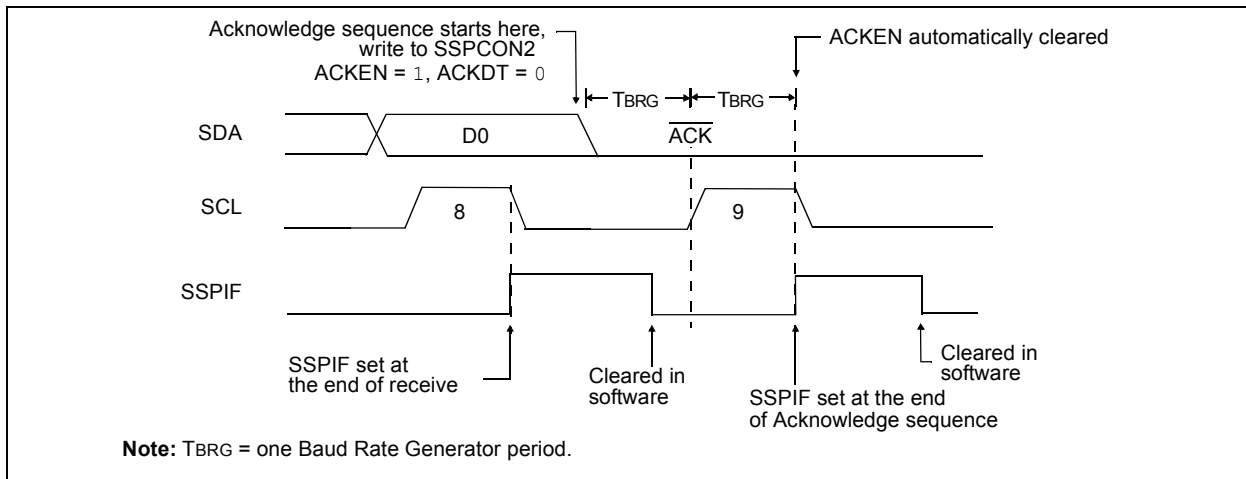 Acknowledge sequence starts here,
write to SSPCON2
ACKEN = 1, ACKDT = 0
ACKEN automatically cleared
TBRG
TBRG
SDA
D0
ACK
SCL
8
9
SSPIF
SSPIF set at
the end of receive
Cleared in
software
SSPIF set at the end
of Acknowledge sequence
Cleared in
software
Note: TBRG = one Baud Rate Generator period.